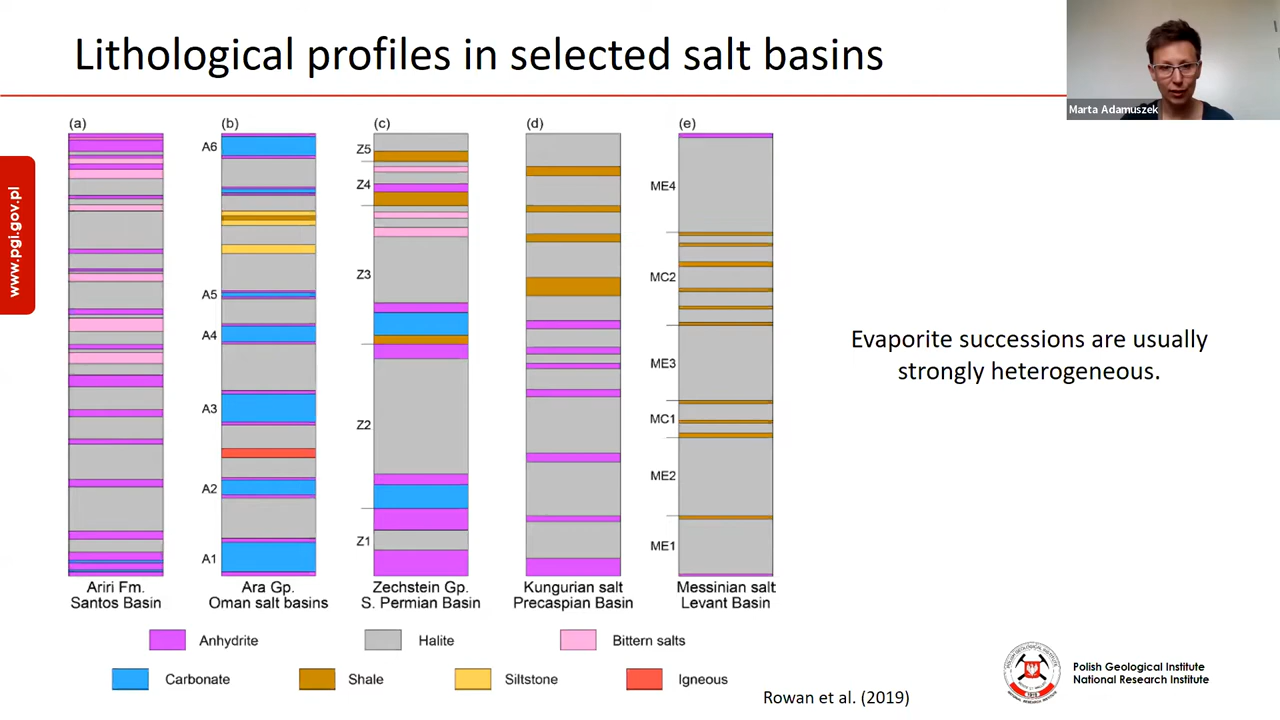 Lithological profiles in selected salt basins
Marta Adamuszek
www.pgi.gov.pl
(a)
(b)
(c)
(d)
(e)
A6
A5
A4
A3
A2
A1
Z5
Z4
Z3
Z2
Z1
ME4
MC2
ME3
MC1
ME2
ME1
Ariri Fm.
Santos Basin
Ara Gp.
Oman salt basins
Zechstein Gp.
S. Permian Basin
Kungurian salt
Precaspian Basin
Messinian salt
Levant Basin
Evaporite successions are usually
strongly heterogeneous.
Anhydrite
Halite
Bittern salts
Carbonate
Shale
Siltstone
Igneous
Rowan et al. (2019)
Polish Geological Institute
National Research Institute